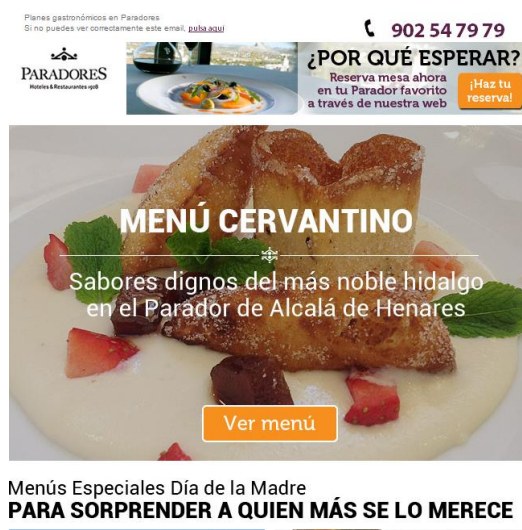 Planes gastronómicos en Paradores
Si no puedes ver correctamente este email, pulsa aquí
902 54 79 79
PARADORES
Hoteles & Restaurantes 1928
¿POR QUÉ ESPERAR?
Reserva mesa ahora
en tu Parador favorito
a través de nuestra web
¡Haz tu
reserva!
MENÚ CERVANTINO
Sabores dignos del más noble hidalgo
en el Parador de Alcalá de Henares
Ver menú
Menús Especiales Día de la Madre
PARA SORPRENDER A QUIEN MÁS SE LO MERECE